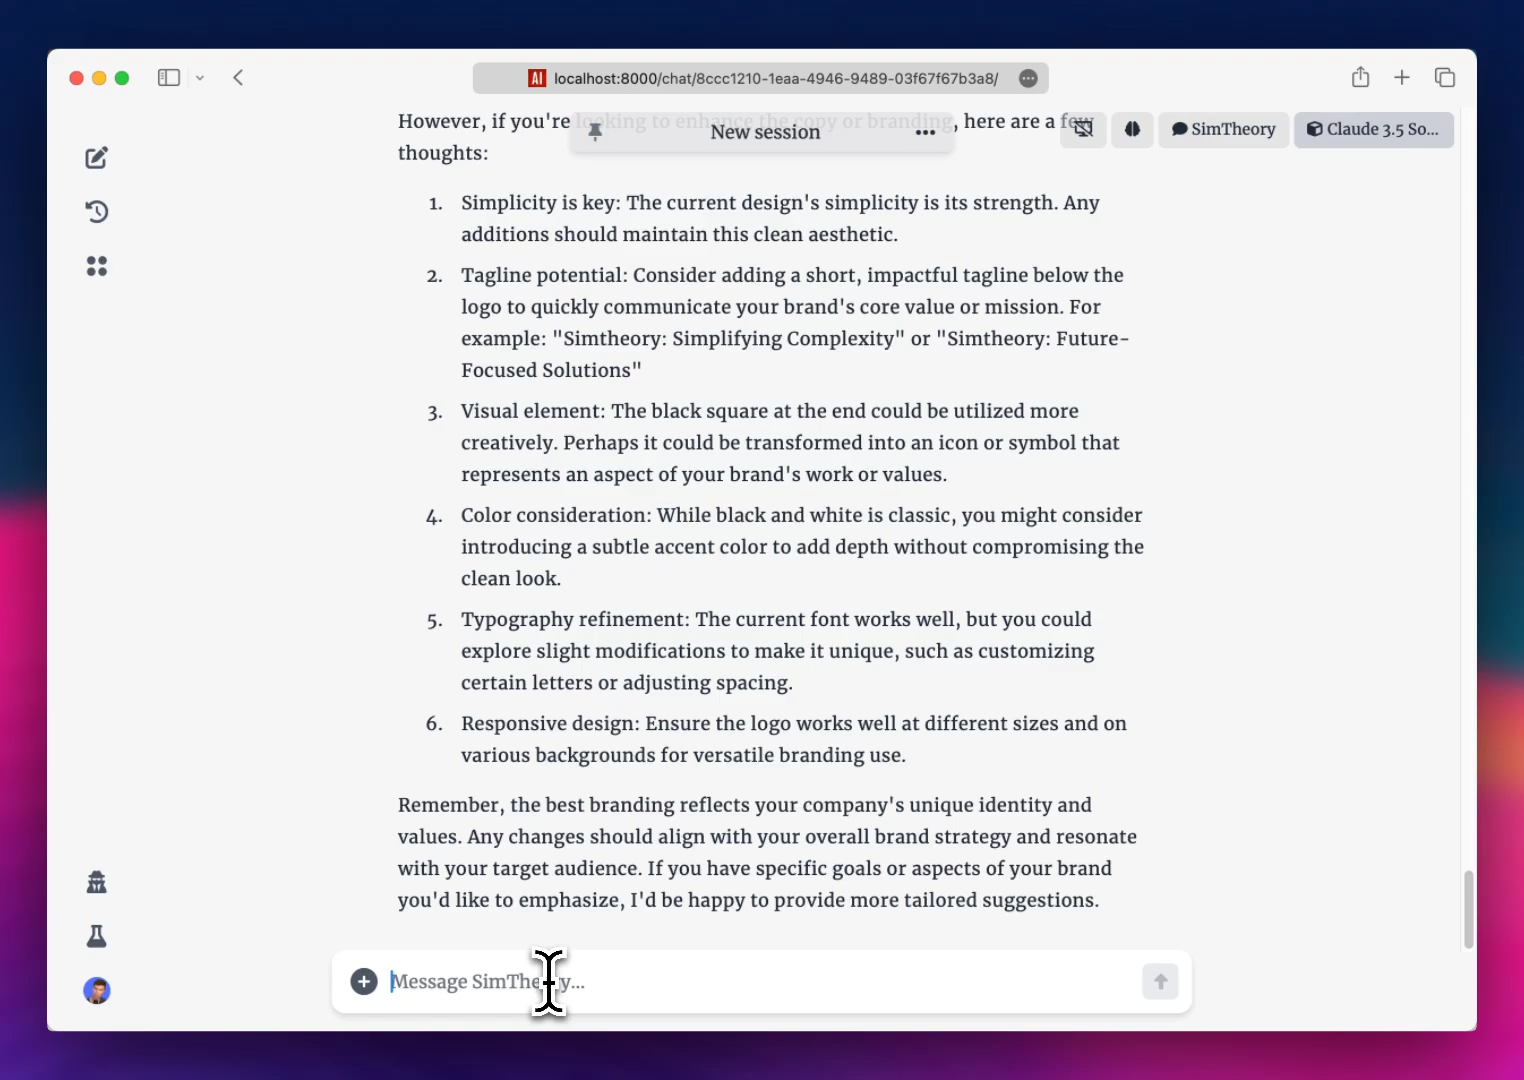 AI localhost:8000/chat/8ccc1210-1eaa-4946-9489-03f67f67b3a8/
New session
SimTheory
Claude 3.5 So...
However, if you're looking to enhance the copy or branding, here are a few
thoughts:
1. Simplicity is key: The current design's simplicity is its strength. Any
additions should maintain this clean aesthetic.
2. Tagline potential: Consider adding a short, impactful tagline below the
logo to quickly communicate your brand's core value or mission. For
example: "Simtheory: Simplifying Complexity" or "Simtheory: Future-
Focused Solutions"
3. Visual element: The black square at the end could be utilized more
creatively. Perhaps it could be transformed into an icon or symbol that
represents an aspect of your brand's work or values.
4. Color consideration: While black and white is classic, you might consider
introducing a subtle accent color to add depth without compromising the
clean look.
5. Typography refinement: The current font works well, but you could
explore slight modifications to make it unique, such as customizing
certain letters or adjusting spacing.
6. Responsive design: Ensure the logo works well at different sizes and on
various backgrounds for versatile branding use.
Remember, the best branding reflects your company's unique identity and
values. Any changes should align with your overall brand strategy and resonate
with your target audience. If you have specific goals or aspects of your brand
you'd like to emphasize, I'd be happy to provide more tailored suggestions.
Message SimTheory...